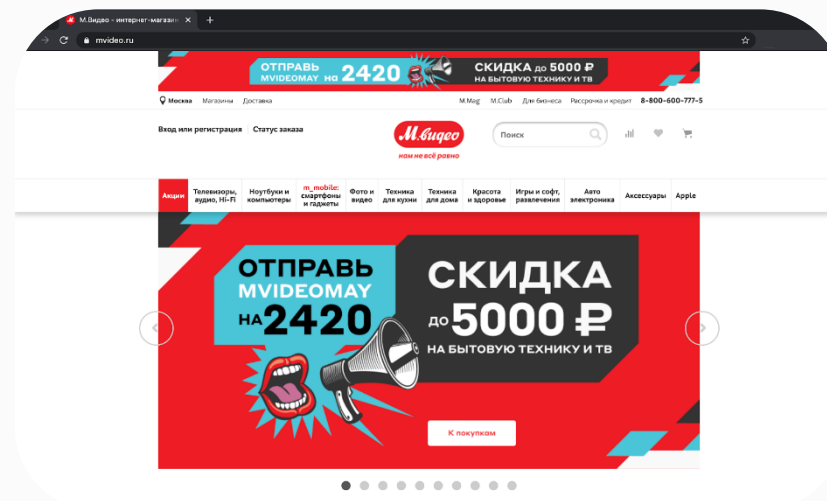 М.Видео - интернет-магазин
mvideo.ru
ОТПРАВЬ
MVIDEOMAY НА 2420
СКИДКА ДО 5000 ₽
НА БЫТОВУЮ ТЕХНИКУ И ТВ
Москва Магазины Доставка M.Mag M.Club Для бизнеса Рассрочка и кредит 8-800-600-777-5
Вход или регистрация Статус заказа
М.видео
нам не всё равно
Поиск
Акции
Телевизоры,
аудио, Hi-Fi
Ноутбуки и
компьютеры
m_mobile:
смартфоны
и гаджеты
Фото и
видео
Техника
для кухни
Техника
для дома
Красота
и здоровье
Игры и софт,
развлечения
Авто
электроника
Аксессуары
Apple
ОТПРАВЬ
MVIDEOMAY
НА 2420
СКИДКА
ДО 5000 ₽
НА БЫТОВУЮ ТЕХНИКУ И ТВ
К покупкам